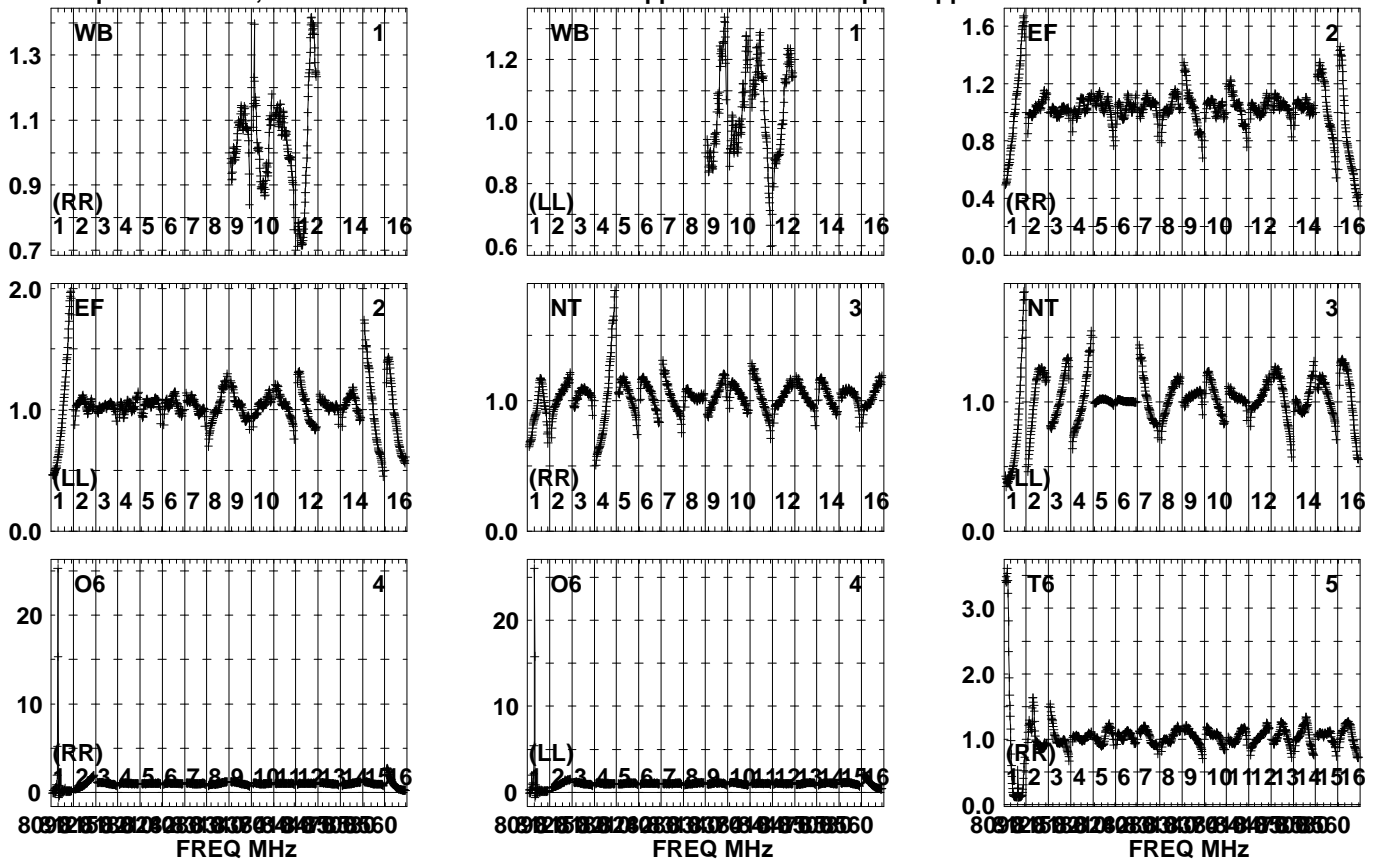 WB 1
1.3
1.1
0.9
0.7
(RR)
1 2 3 4 5 6 7 8 9 10 12 14 16
WB 1
1.2
1.0
0.8
0.6
(LL)
1 2 3 4 5 6 7 8 9 10 12 14 16
EF 2
1.6
1.2
0.8
0.4
0.0
(RR)
1 2 3 4 5 6 7 8 9 10 12 14 16
EF 2
2.0
1.0
0.0
(LL)
1 2 3 4 5 6 7 8 9 10 12 14 16
NT 3
1.0
0.0
(RR)
1 2 3 4 5 6 7 8 9 10 12 14 16
NT 3
1.0
0.0
(LL)
1 2 3 4 5 6 7 8 9 10 12 14 16
O6 4
20
10
0
(RR)
1 2 3 4 5 6 7 8 9 10 11 12 13 14 15 16
FREQ MHz
O6 4
20
10
0
(LL)
1 2 3 4 5 6 7 8 9 10 11 12 13 14 15 16
FREQ MHz
T6 5
3.0
2.0
1.0
0.0
(RR)
1 2 3 4 5 6 7 8 9 10 11 12 13 14 15 16
FREQ MHz